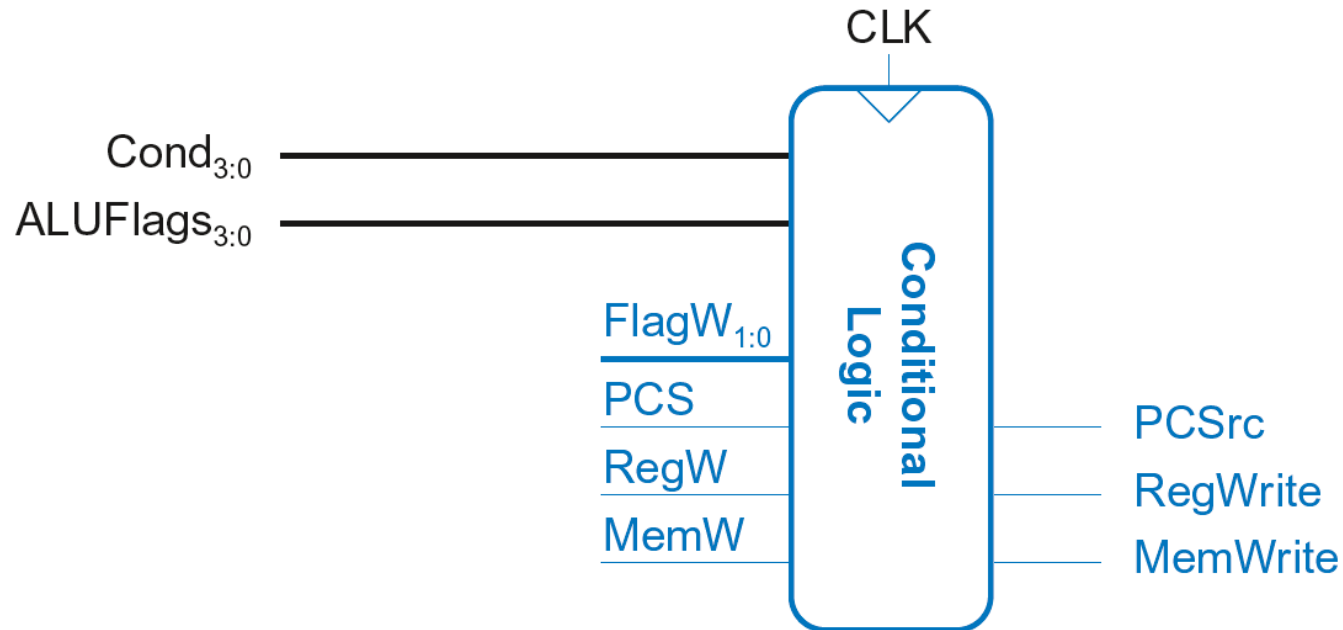 CLK
Cond3:0
ALUFlags3:0
FlagW1:0
PCS
RegW
MemW
Conditional
Logic
PCSrc
RegWrite
MemWrite